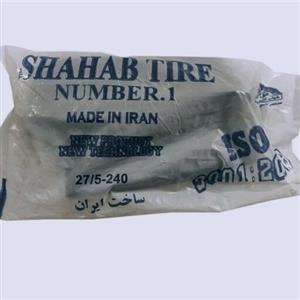 SHAHAB TIRE
NUMBER.1
MADE IN IRAN
NEW PRODUCT
NEW TECHNOLOGY
ISO
27/5-240
ساخت ایران